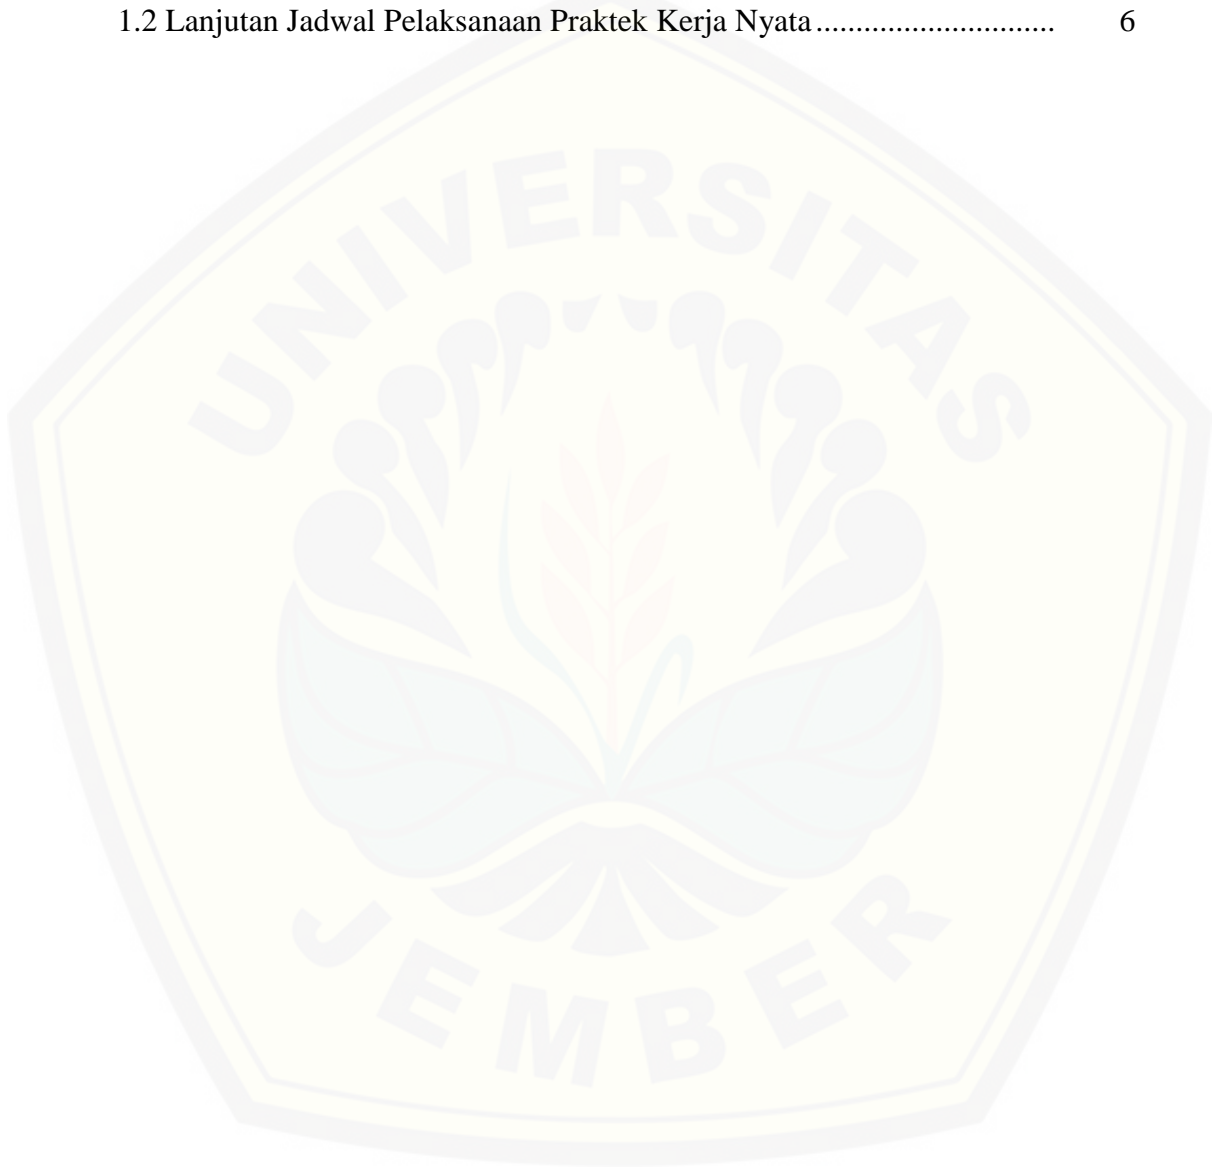 1.2 Lanjutan Jadwal Pelaksanaan Praktek Kerja Nyata.............................. 6
UNIVERSITAS
JEMBER